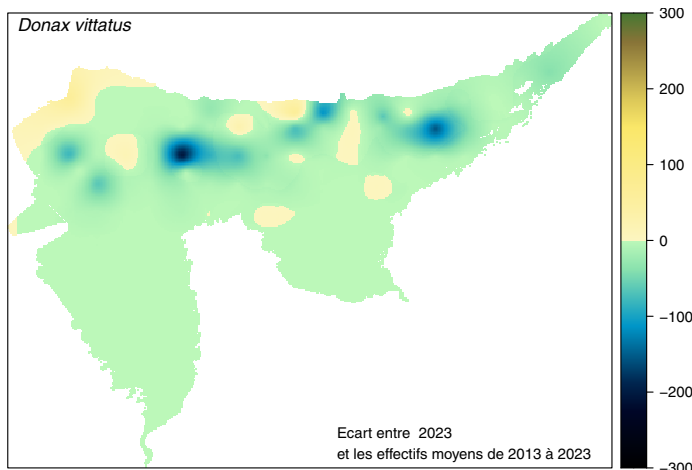 Donax vittatus
300
200
100
0
−100
−200
−300
Ecart entre  2023
et les effectifs moyens de 2013 à 2023